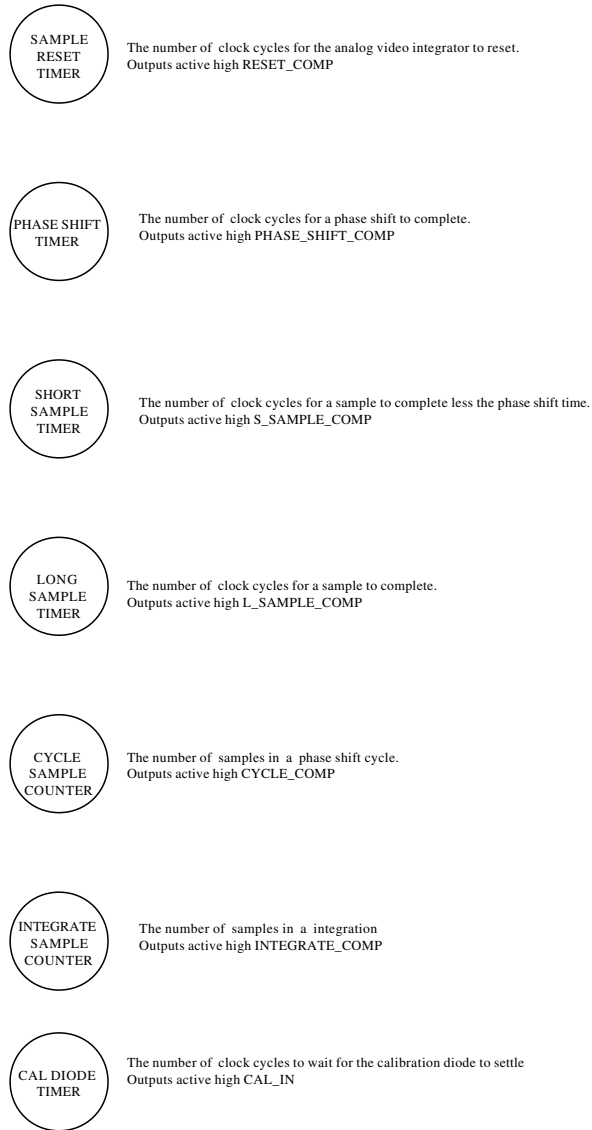 SAMPLE
RESET
TIMER
The number of clock cycles for the analog video integrator to reset.
Outputs active high RESET_COMP
PHASE SHIFT
TIMER
The number of clock cycles for a phase shift to complete.
Outputs active high PHASE_SHIFT_COMP
SHORT
SAMPLE
TIMER
The number of clock cycles for a sample to complete less the phase shift time.
Outputs active high S_SAMPLE_COMP
LONG
SAMPLE
TIMER
The number of clock cycles for a sample to complete.
Outputs active high L_SAMPLE_COMP
CYCLE
SAMPLE
COUNTER
The number of samples in a phase shift cycle.
Outputs active high CYCLE_COMP
INTEGRATE
SAMPLE
COUNTER
The number of samples in a integration
Outputs active high INTEGRATE_COMP
CAL DIODE
TIMER
The number of clock cycles to wait for the calibration diode to settle
Outputs active high CAL_IN